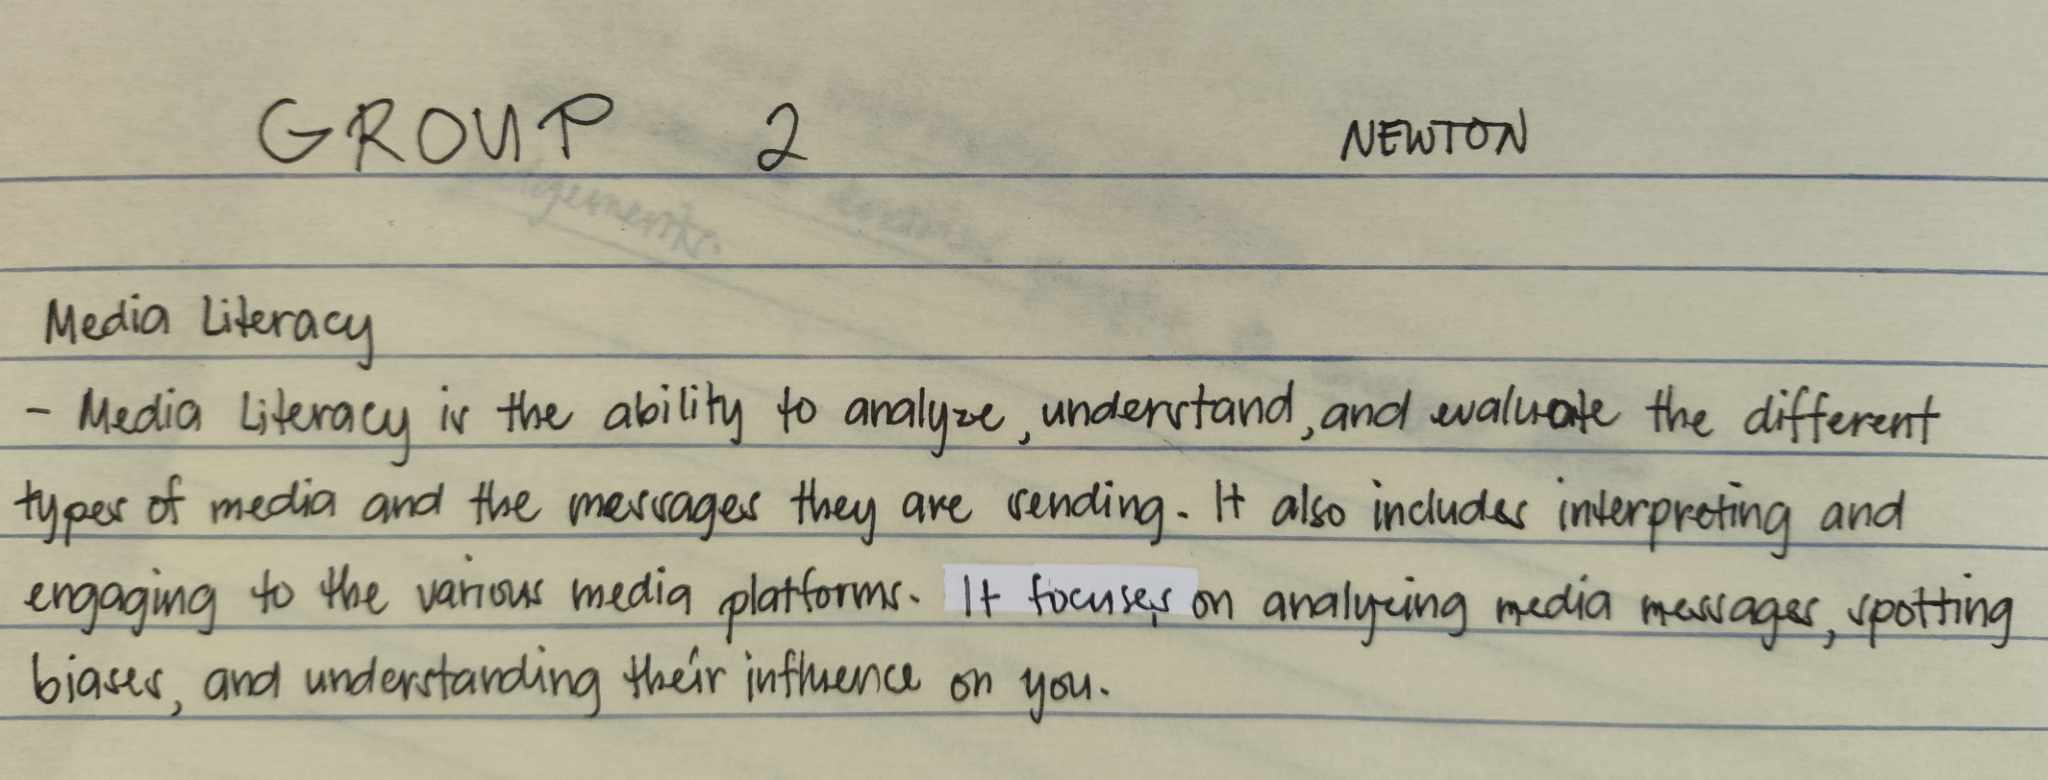 GROUP 2 NEWTON
Media Literacy
- Media Literacy is the ability to analyze, understand, and evaluate the different
types of media and the messages they are sending. It also includes interpreting and
engaging to the various media platforms. It focuses on analyzing media messages, spotting
biases, and understanding their influence on you.